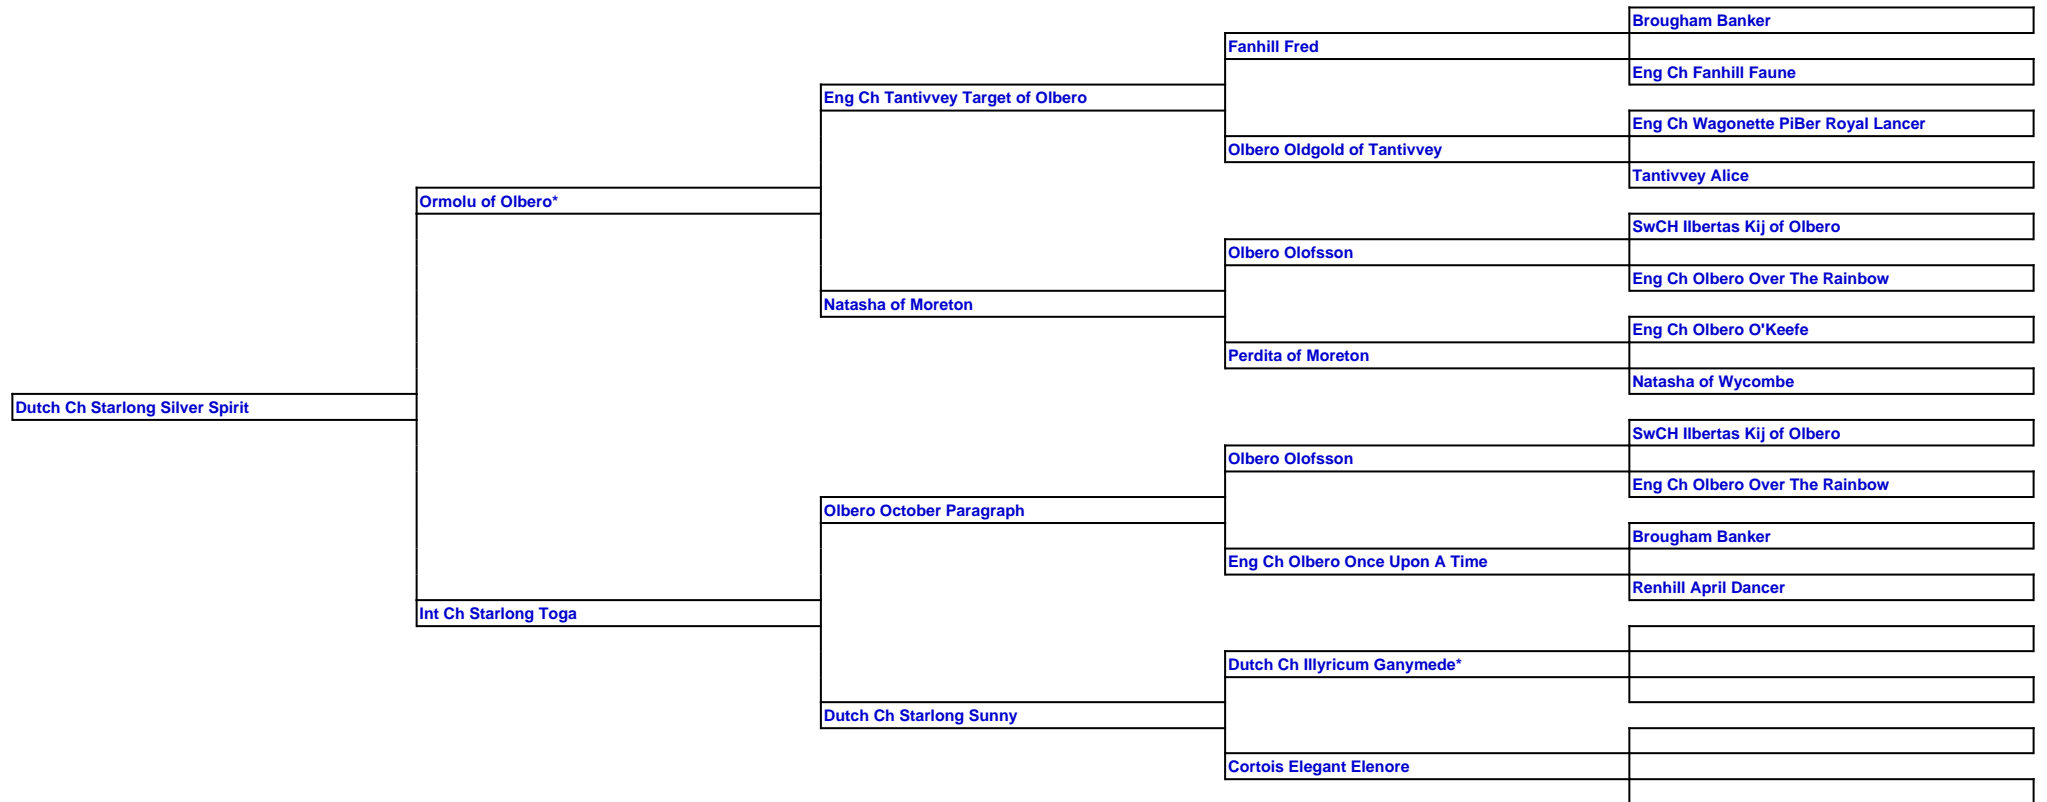 Brougham Banker
Fanhill Fred
Eng Ch Fanhill Faune
Eng Ch Tantivvey Target of Olbero
Eng Ch Wagonette PiBer Royal Lancer
Olbero Oldgold of Tantivvey
Tantivvey Alice
Ormolu of Olbero*
SwCH Ilbertas Kij of Olbero
Olbero Olofsson
Eng Ch Olbero Over The Rainbow
Natasha of Moreton
Eng Ch Olbero O'Keefe
Perdita of Moreton
Natasha of Wycombe
Dutch Ch Starlong Silver Spirit
SwCH Ilbertas Kij of Olbero
Olbero Olofsson
Eng Ch Olbero Over The Rainbow
Olbero October Paragraph
Brougham Banker
Eng Ch Olbero Once Upon A Time
Renhill April Dancer
Int Ch Starlong Toga
Dutch Ch Illyricum Ganymede*
Dutch Ch Starlong Sunny
Cortois Elegant Elenore